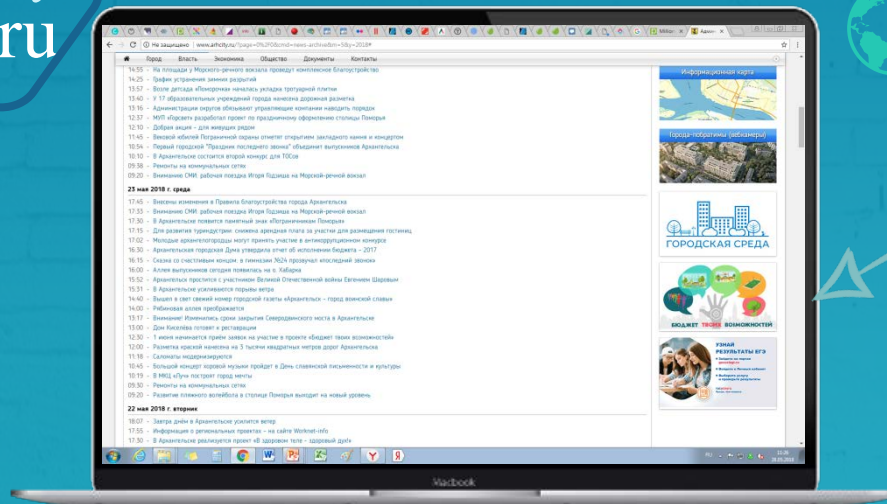 ru
Не защищено | www.arhcity.ru/?page=0%2F0&cmd=news-archive&m=5&y=2018#
Город Власть Экономика Общество Документы Контакты
14:55 - На площади у Морского-речного вокзала проведут комплексное благоустройство
14:25 - График устранения зимних разрытий
13:57 - Возле детсада «Поморочка» началась укладка тротуарной плитки
13:40 - У 17 образовательных учреждений города нанесена дорожная разметка
13:16 - Администрации округов обязывают управляющие компании наводить порядок
12:37 - МУП «Горсвет» разработал проект по праздничному оформлению столицы Поморья
12:10 - Добрая акция - для живущих рядом
11:45 - Вековой юбилей Пограничной охраны отметят открытием закладного камня и концертом
10:54 - Первый городской "Праздник последнего звонка" объединит выпускников Архангельска
10:10 - В Архангельске состоится второй конкурс для ТОСов
09:38 - Ремонты на коммунальных сетях
09:20 - Вниманию СМИ: рабочая поездка Игоря Годзиша на Морской-речной вокзал
23 мая 2018 г. среда
17:45 - Внесены изменения в Правила благоустройства города Архангельска
17:33 - Вниманию СМИ: рабочая поездка Игоря Годзиша на Морской-речной вокзал
17:30 - В Архангельске появится памятный знак «Пограничникам Поморья»
17:15 - Для развития туриндустрии: снижена арендная плата за участки для размещения гостиниц
17:02 - Молодые архангелогородцы могут принять участие в антикоррупционном конкурсе
16:30 - Архангельская городская Дума утвердила отчет об исполнении бюджета - 2017
16:15 - Сказка со счастливым концом: в гимназии №24 прозвучал «последний звонок»
16:00 - Аллея выпускников сегодня появилась на о. Хабарка
15:52 - Архангельск простится с участником Великой Отечественной войны Евгением Шаровым
15:31 - В Архангельске усиливаются порывы ветра
14:40 - Вышел в свет свежий номер городской газеты «Архангельск - город воинской славы»
14:00 - Рябиновая аллея преображается
13:17 - Внимание! Изменились сроки закрытия Северодвинского моста в Архангельске
13:00 - Дом Киселёва готовят к реставрации
12:30 - 1 июня начинается приём заявок на участие в проекте «Бюджет твоих возможностей»
12:00 - Разметка краской нанесена на 3 тысячи квадратных метров дорог Архангельска
11:18 - Саломаты модернизируются
10:45 - Большой концерт хоровой музыки пройдет в День славянской письменности и культуры
10:19 - В МКЦ «Луч» построят город мечты
09:30 - Ремонты на коммунальных сетях
09:20 - Развитие пляжного волейбола в столице Поморья выходит на новый уровень
22 мая 2018 г. вторник
18:07 - Завтра днём в Архангельске усилится ветер
17:55 - Информация о региональных проектах - на сайте Worknet-info
17:30 - В Архангельске реализуется проект «В здоровом теле - здоровый дух!»
Информационная карта
Города-побратимы (вебкамеры)
ГОРОДСКАЯ СРЕДА
БЮДЖЕТ ТВОИХ ВОЗМОЖНОСТЕЙ
УЗНАЙ
РЕЗУЛЬТАТЫ ЕГЭ
Macbook